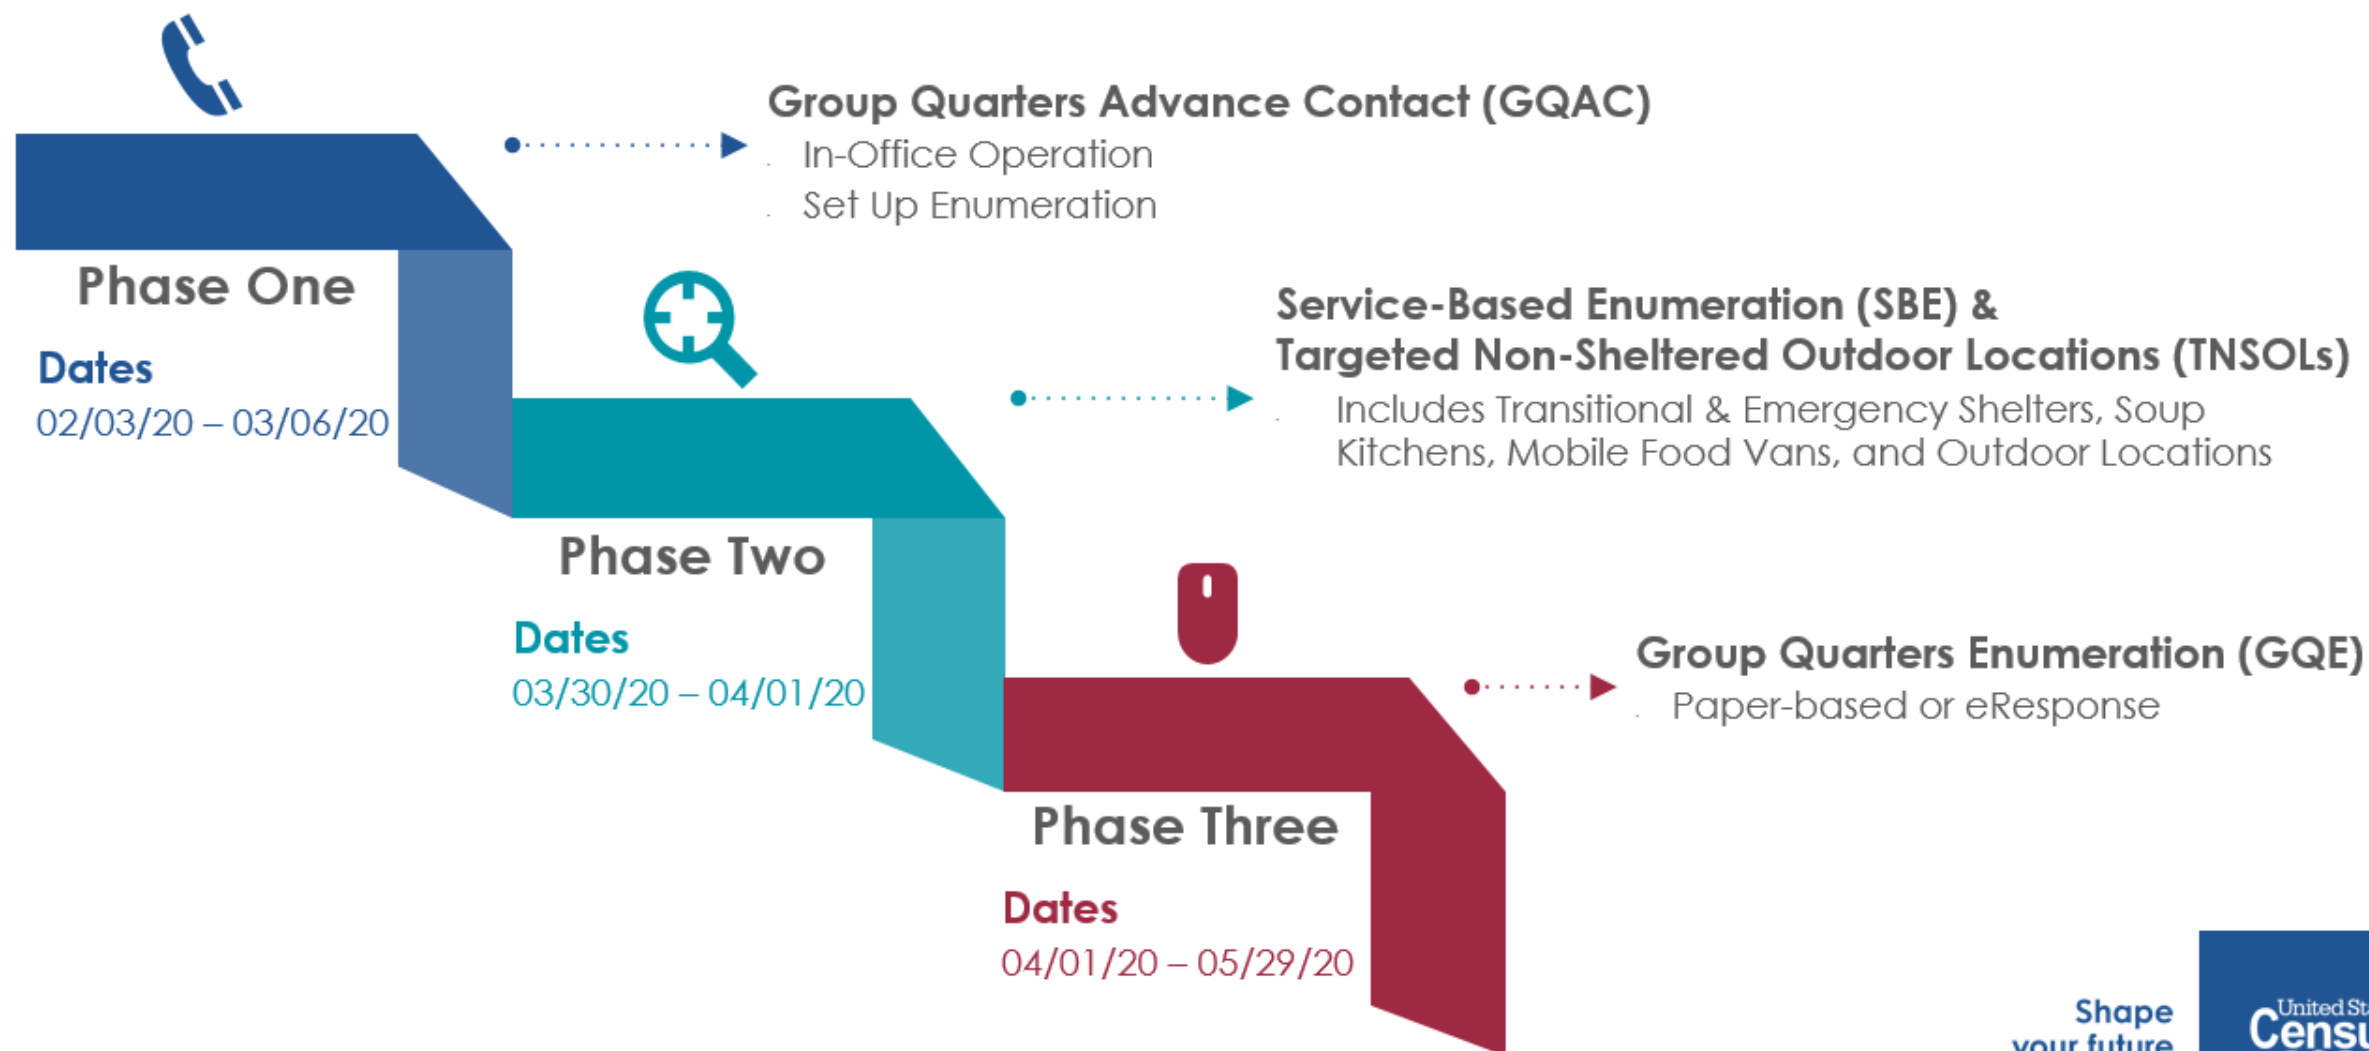 Group Quarters Advance Contact (GQAC)
In-Office Operation
Set Up Enumeration
Phase One
Dates
02/03/20 – 03/06/20
Service-Based Enumeration (SBE) &
Targeted Non-Sheltered Outdoor Locations (TNSOLs)
Includes Transitional & Emergency Shelters, Soup
Kitchens, Mobile Food Vans, and Outdoor Locations
Phase Two
Dates
03/30/20 – 04/01/20
Group Quarters Enumeration (GQE)
Paper-based or eResponse
Phase Three
Dates
04/01/20 – 05/29/20
Shape
your future
United